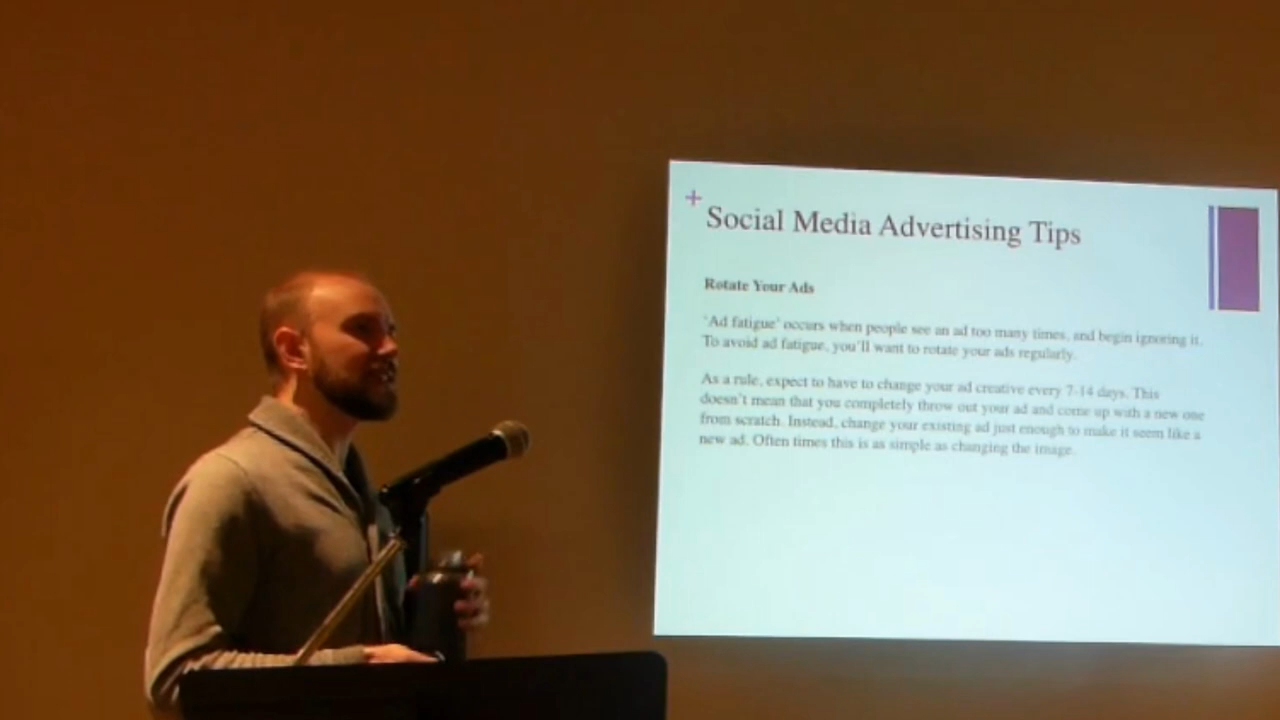 +
Social Media Advertising Tips
Rotate Your Ads
'Ad fatigue' occurs when people see an ad too many times, and begin ignoring it.
To avoid ad fatigue, you'll want to rotate your ads regularly.
As a rule, expect to have to change your ad creative every 7-14 days. This
doesn't mean that you completely throw out your ad and come up with a new one
from scratch. Instead, change your existing ad just enough to make it seem like a
new ad. Often times this is as simple as changing the image.